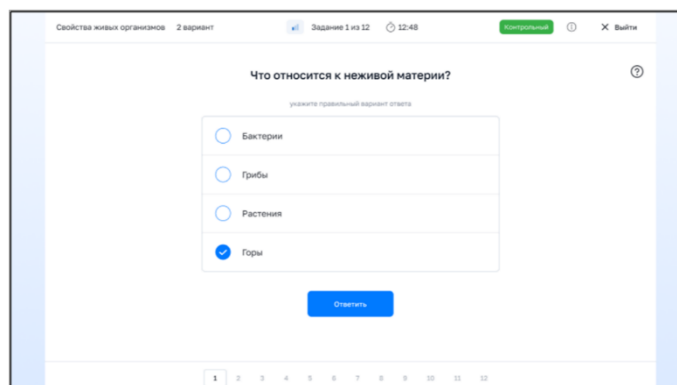 Свойства живых организмов 2 вариант Задание 1 из 12 12:48 Контрольный Выйти
Что относится к неживой материи?
укажите правильный вариант ответа
Бактерии
Грибы
Растения
Горы
Ответить
1 2 3 4 5 6 7 8 9 10 11 12